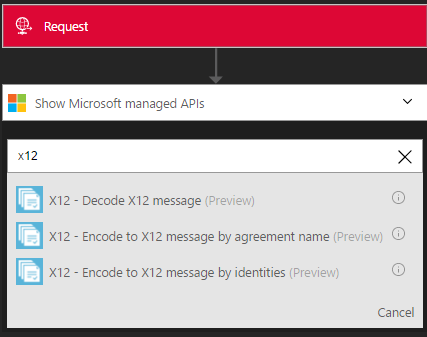 Request
Show Microsoft managed APIs
x12
X12 - Decode X12 message (Preview)
X12 - Encode to X12 message by agreement name (Preview)
X12 - Encode to X12 message by identities (Preview)
Cancel